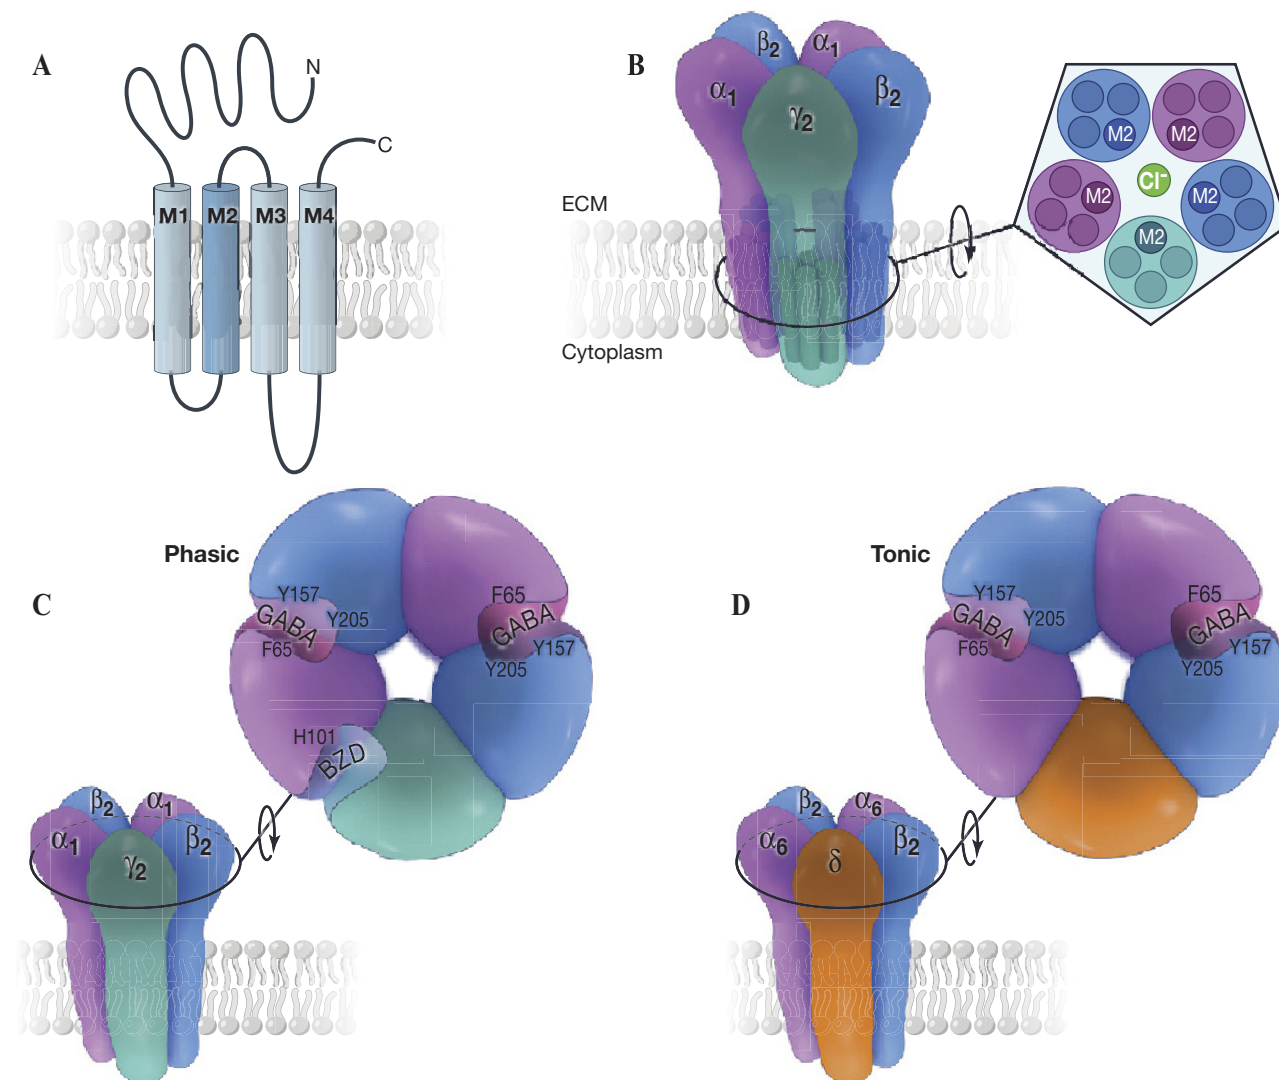 A
N
C
M1 M2 M3 M4
B
β2 α1
α1 β2
γ2
ECM
Cytoplasm
M2 M2
Cl-
M2 M2
M2
C
Phasic
Y157 F65
GABA Y205 GABA
F65 Y157
Y205
H101
BZD
β2 α1
α1 β2
γ2
D
Tonic
Y157 F65
GABA Y205 GABA
F65 Y157
Y205
β2 α6
α6 β2
δ